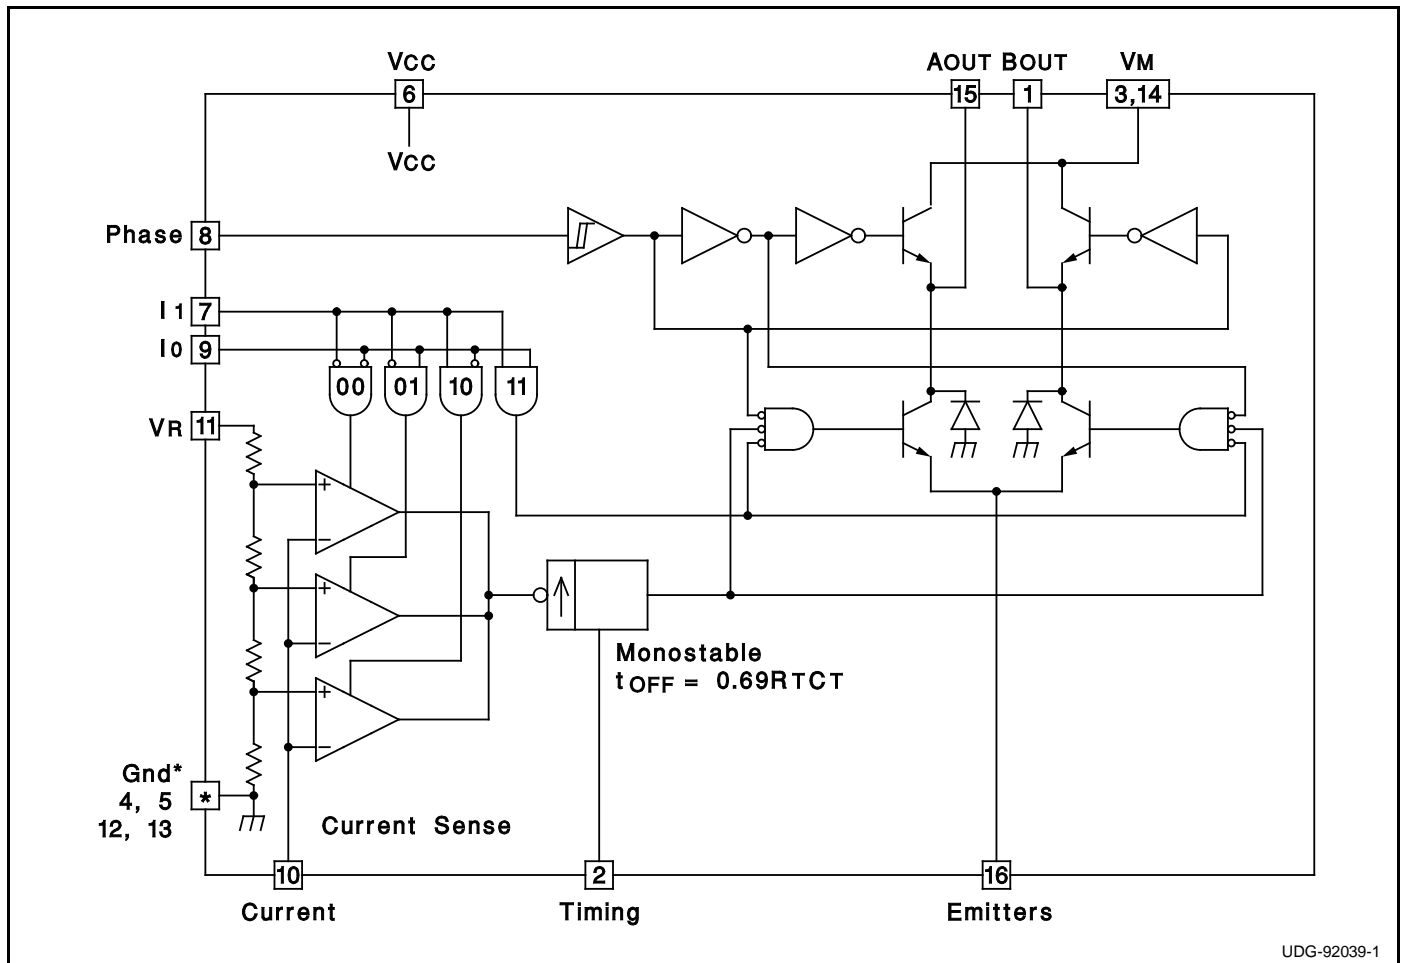 VCC
6
VCC
AOUT BOUT VM
15 1 3,14
Phase 8
I1 7
I0 9
00 01 10 11
VR 11
+
−
+
−
+
−
Monostable
tOFF = 0.69RTCT
Gnd*
4, 5
12, 13
*
Current Sense
10 2 16
Current Timing Emitters
UDG-92039-1